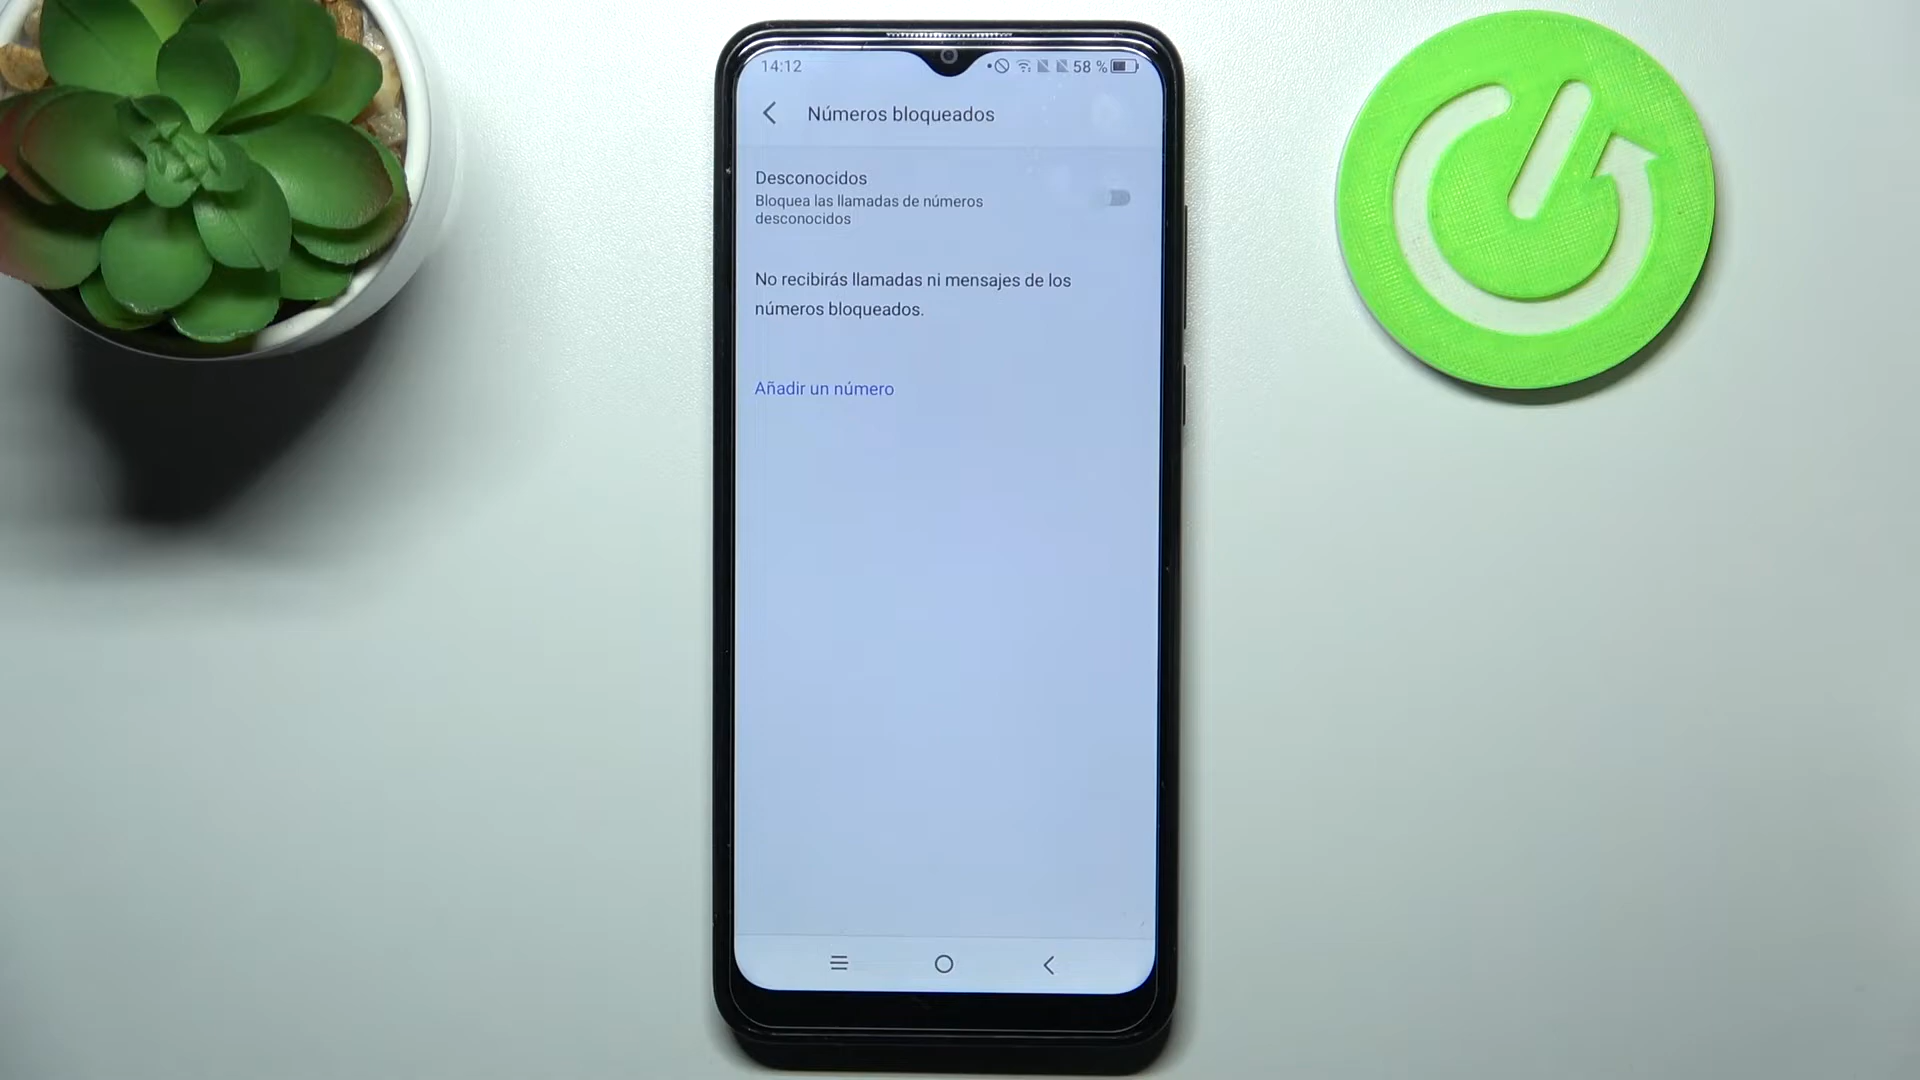 14:12
58 %
Números bloqueados
Desconocidos
Bloquea las llamadas de números
desconocidos
No recibirás llamadas ni mensajes de los
números bloqueados.
Añadir un número